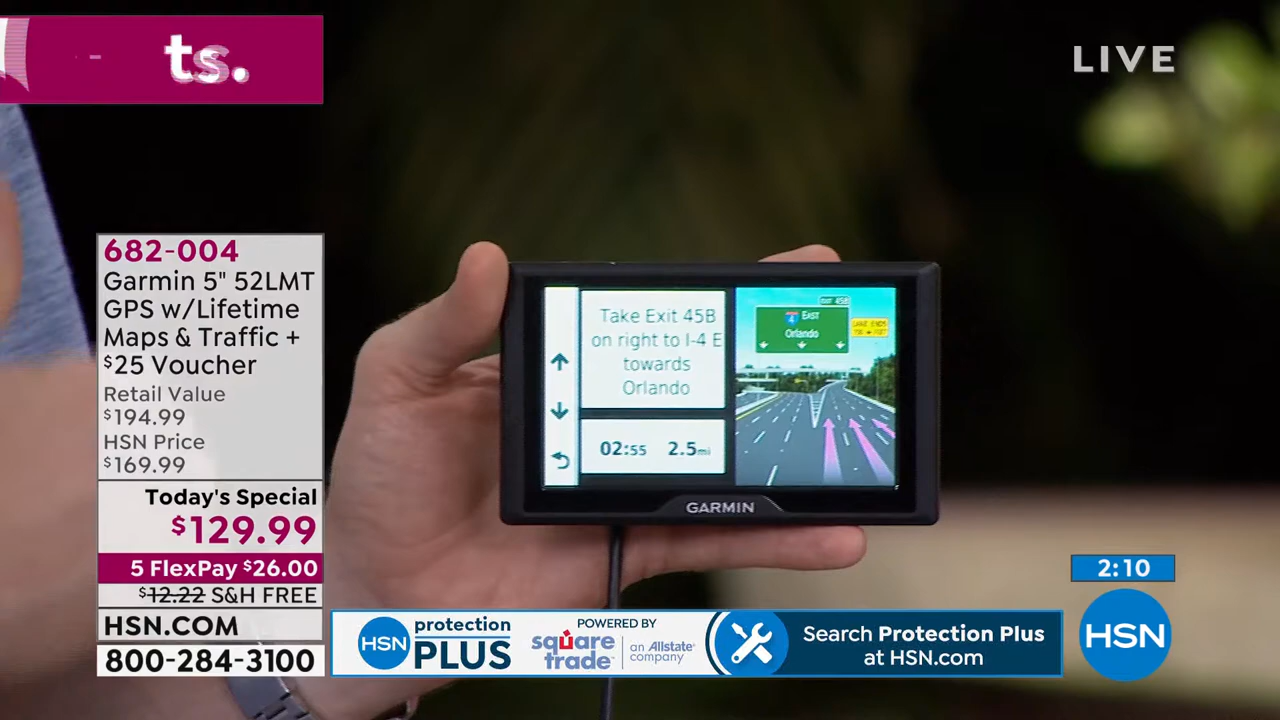 ts.
LIVE
682-004
Garmin 5" 52LMT
GPS w/Lifetime
Maps & Traffic +
$25 Voucher
Retail Value
$194.99
HSN Price
$169.99
Today's Special
$129.99
5 FlexPay $26.00
$12.22 S&H FREE
HSN.COM
800-284-3100
Take Exit 45B
on right to I-4 E
towards
Orlando
02:55 2.5mi
EXIT 45B
4 EAST
Orlando
GARMIN
HSN
protection
PLUS
POWERED BY
square
trade
an Allstate
company
Search Protection Plus
at HSN.com
2:10
HSN